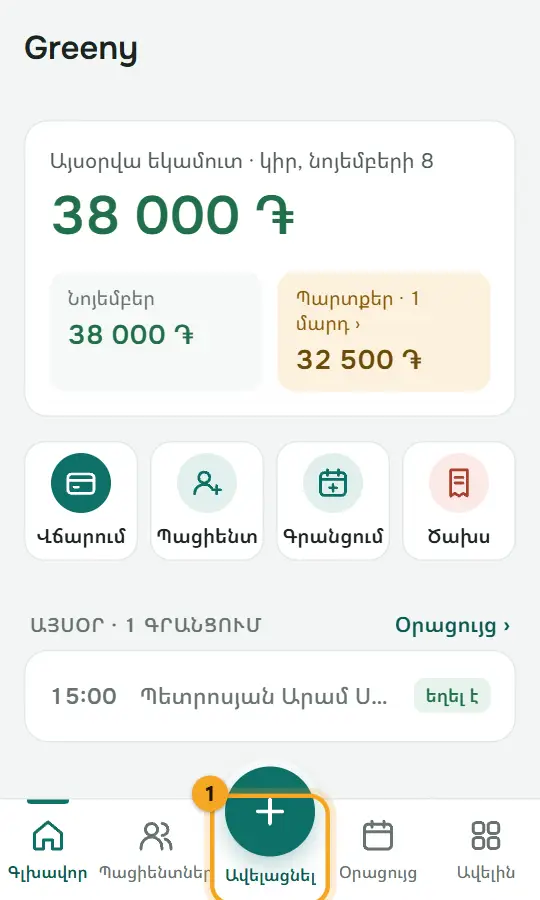 Greeny
Այսօրվա եկամուտ · կիր, նոյեմբերի 8
38 000 ֏
Նոյեմբեր
38 000 ֏
Պարտքեր · 1
մարդ ›
32 500 ֏
Վճարում
Պացիենտ
Գրանցում
Ծախս
ԱՅՍՕՐ · 1 ԳՐԱՆՑՈՒՄ
Օրացույց ›
15:00 Պետրոսյան Արամ Ս... եղել է
1
Գլխավոր
Պացիենտներ
Ավելացնել
Օրացույց
Ավելին